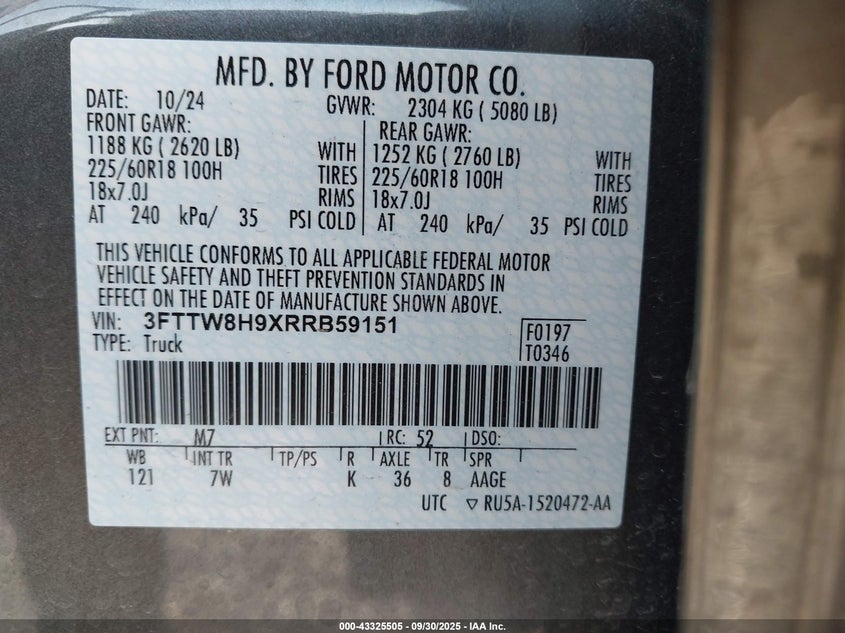 MFD. BY FORD MOTOR CO.
DATE: 10/24 GVWR: 2304 KG ( 5080 LB)
FRONT GAWR: REAR GAWR:
1188 KG ( 2620 LB) WITH 1252 KG ( 2760 LB) WITH
225/60R18 100H TIRES 225/60R18 100H TIRES
18x7.0J RIMS 18x7.0J RIMS
AT 240 kPa/ 35 PSI COLD AT 240 kPa/ 35 PSI COLD
THIS VEHICLE CONFORMS TO ALL APPLICABLE FEDERAL MOTOR
VEHICLE SAFETY AND THEFT PREVENTION STANDARDS IN
EFFECT ON THE DATE OF MANUFACTURE SHOWN ABOVE.
VIN: 3FTTW8H9XRRB59151 F0197
TYPE: Truck T0346
EXT PNT: M7 RC: 52 DSO:
WB INT TR TP/PS R AXLE TR SPR
121 7W K 36 8 AAGE
UTC ▽ RU5A-1520472-AA
000-43325505 - 09/30/2025 - IAA Inc.